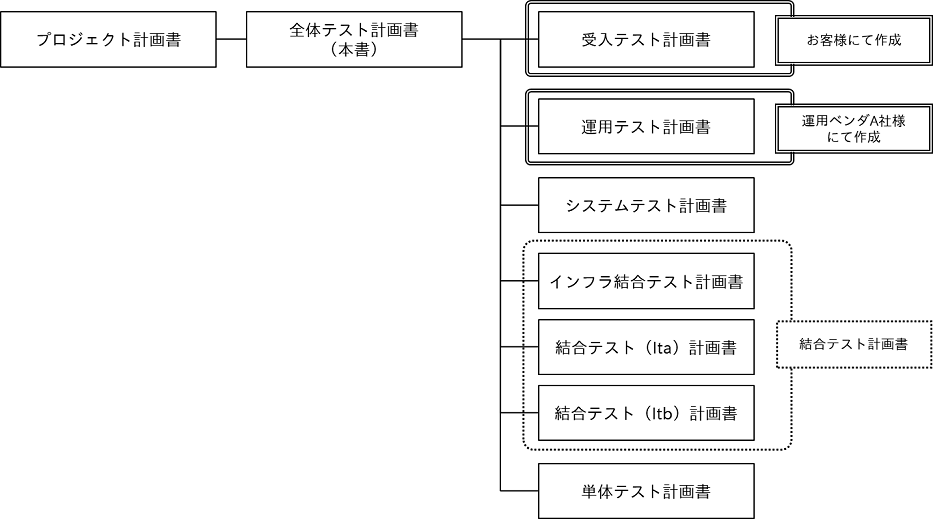 プロジェクト計画書
全体テスト計画書
（本書）
受入テスト計画書
お客様にて作成
運用テスト計画書
運用ベンダA社様
にて作成
システムテスト計画書
インフラ結合テスト計画書
結合テスト（Ita）計画書
結合テスト計画書
結合テスト（Itb）計画書
単体テスト計画書